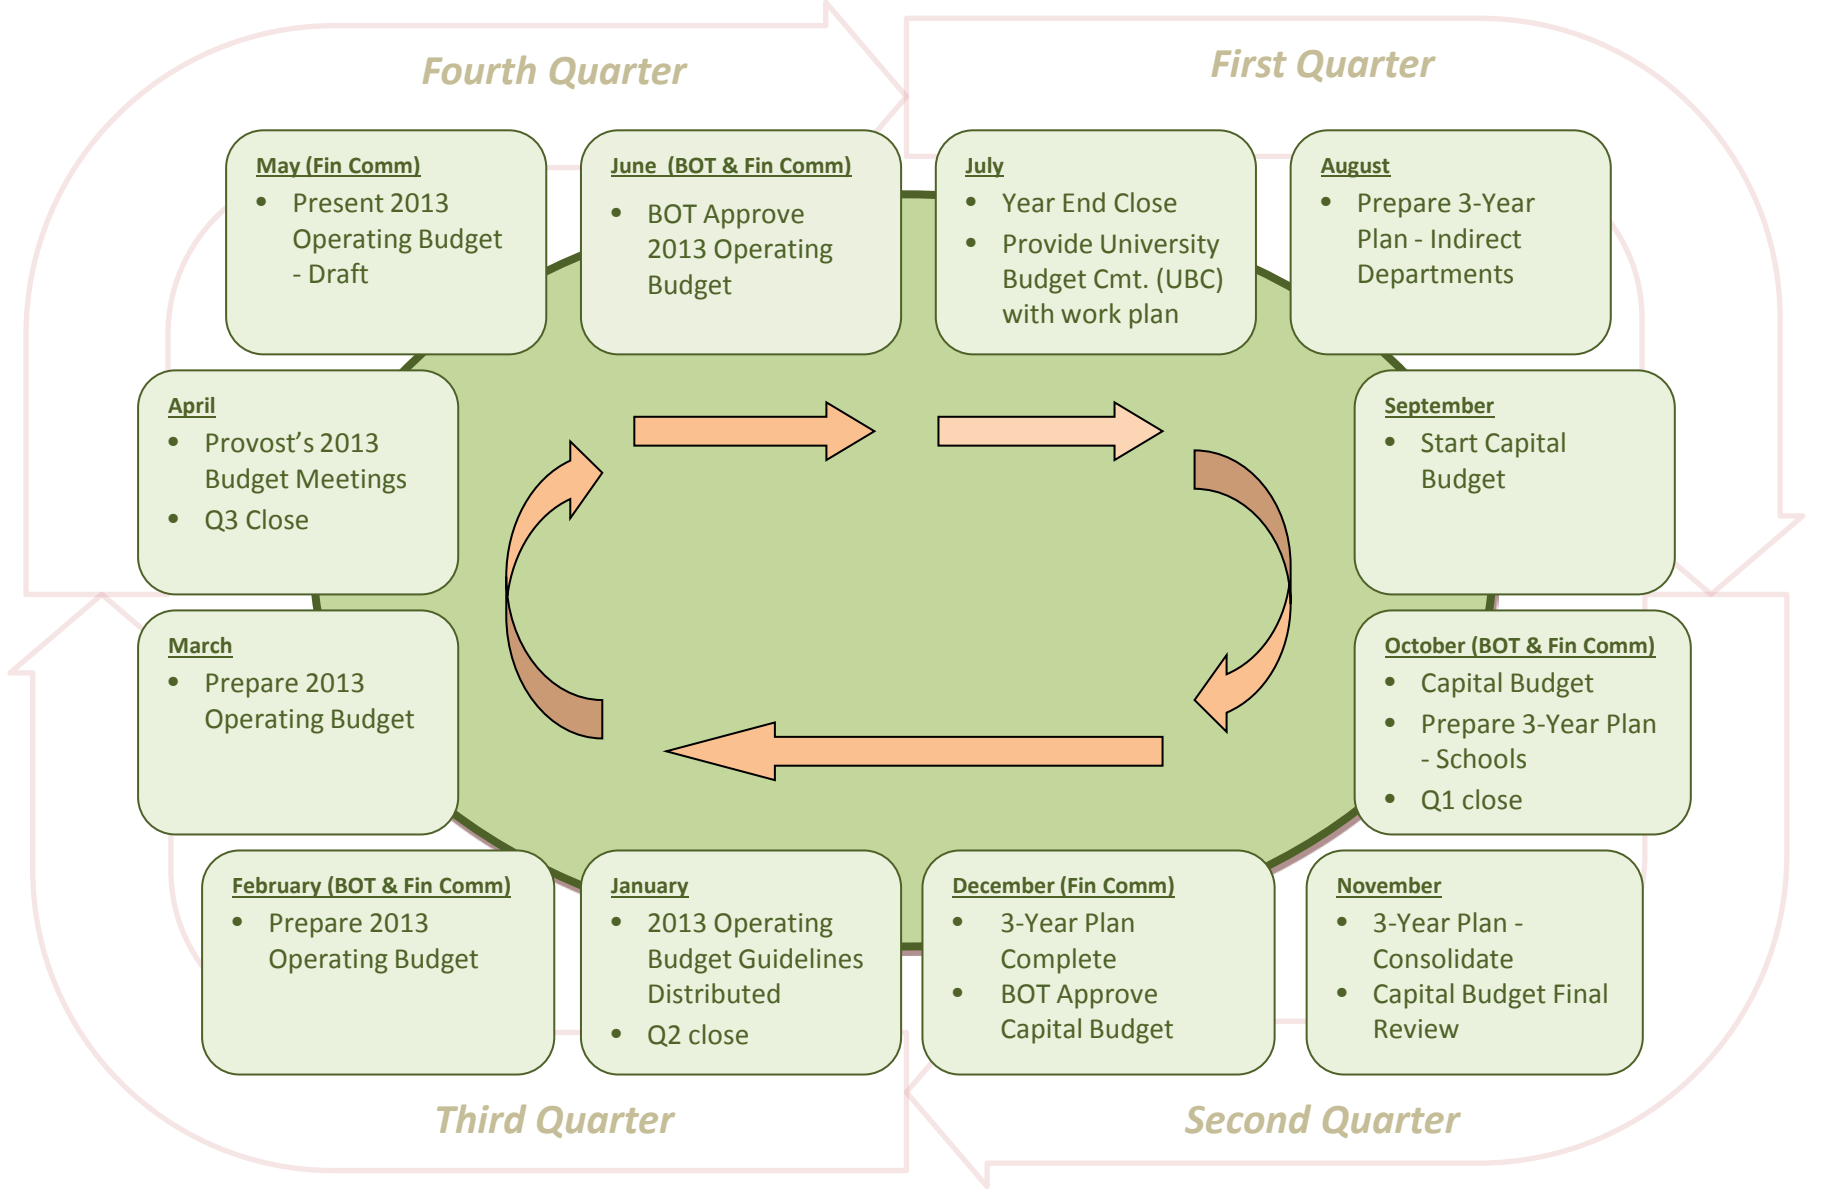 Fourth Quarter
First Quarter
May (Fin Comm)
• Present 2013
Operating Budget
- Draft
June (BOT & Fin Comm)
• BOT Approve
2013 Operating
Budget
July
• Year End Close
• Provide University
Budget Cmt. (UBC)
with work plan
August
• Prepare 3-Year
Plan - Indirect
Departments
April
• Provost's 2013
Budget Meetings
• Q3 Close
September
• Start Capital
Budget
March
• Prepare 2013
Operating Budget
October (BOT & Fin Comm)
• Capital Budget
• Prepare 3-Year Plan
- Schools
• Q1 close
February (BOT & Fin Comm)
• Prepare 2013
Operating Budget
January
• 2013 Operating
Budget Guidelines
Distributed
• Q2 close
December (Fin Comm)
• 3-Year Plan
Complete
• BOT Approve
Capital Budget
November
• 3-Year Plan -
Consolidate
• Capital Budget Final
Review
Third Quarter
Second Quarter